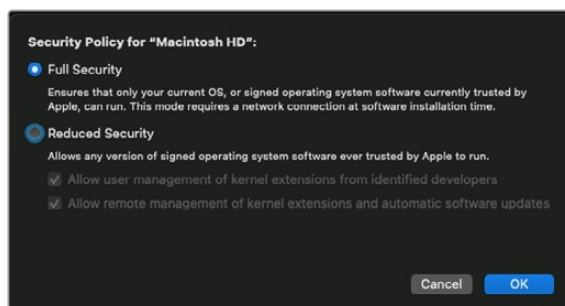 Security Policy for “Macintosh HD”:
Full Security
Ensures that only your current OS, or signed operating system software currently trusted by
Apple, can run. This mode requires a network connection at software installation time.
Reduced Security
Allows any version of signed operating system software ever trusted by Apple to run.
Allow user management of kernel extensions from identified developers
Allow remote management of kernel extensions and automatic software updates
Cancel
OK